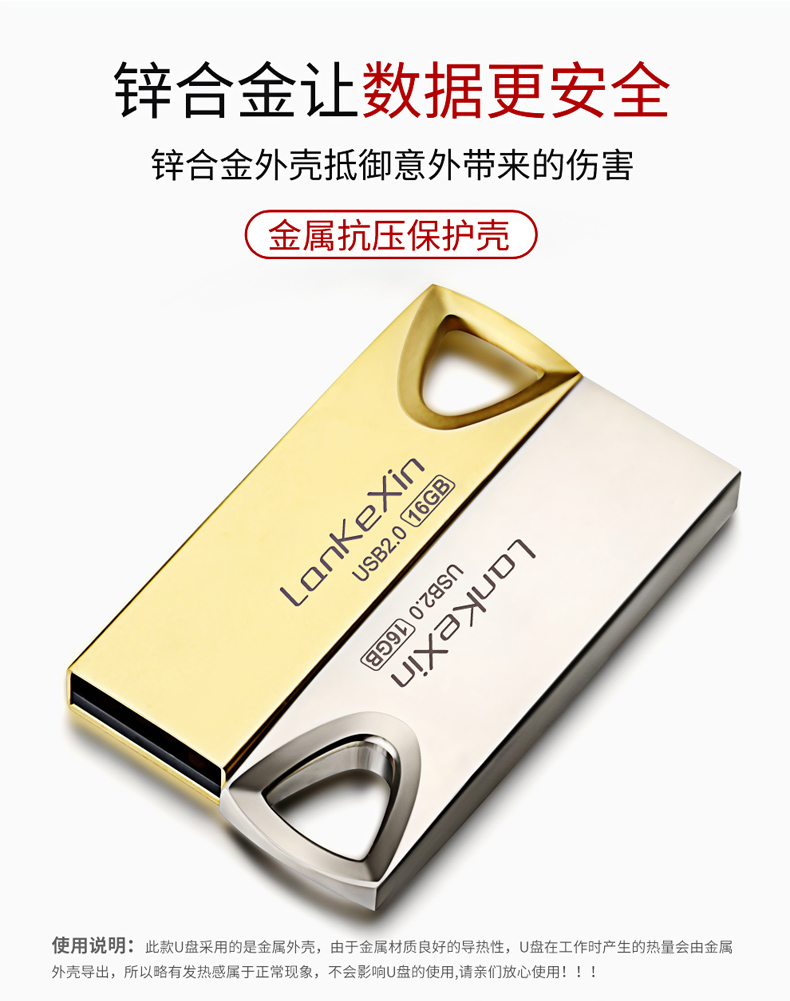 锌合金让数据更安全
锌合金外壳抵御意外带来的伤害
金属抗压保护壳
LanKeXin
USB2.0 16GB
LanKeXin
USB2.0 16GB
使用说明：此款U盘采用的是金属外壳，由于金属材质良好的导热性，U盘在工作时产生的热量会由金属
外壳导出，所以略有发热感属于正常现象，不会影响U盘的使用,请亲们放心使用！！！